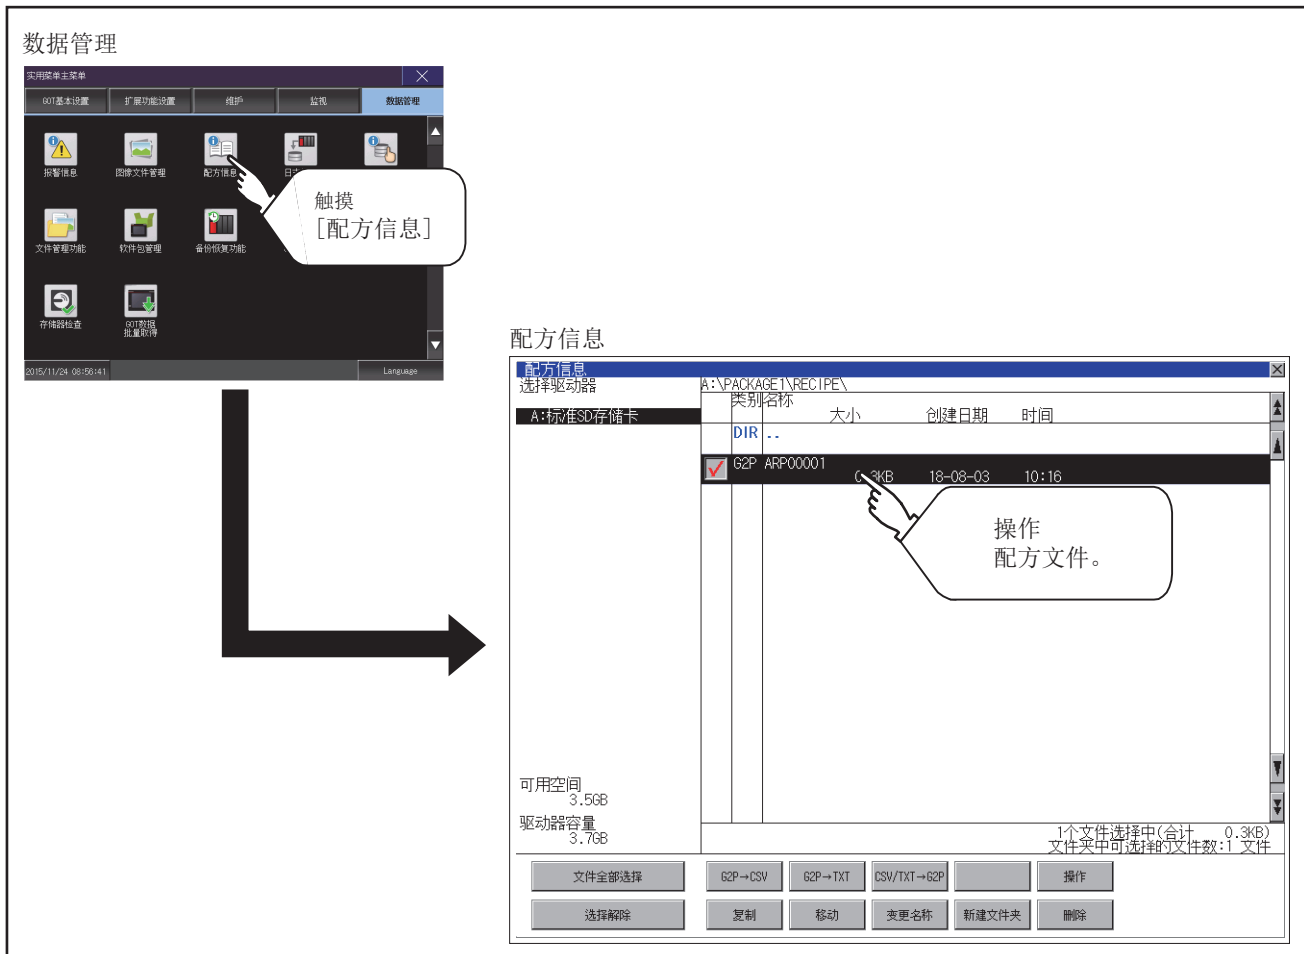 数据管理
实用菜单主菜单
GOT基本设置 扩展功能设置 维护 监视 数据管理
报警信息 图像文件管理 配方信息
触摸
[配方信息]
文件管理功能 软件包管理 备份恢复功能
存储器检查 GOT数据
批量取得
2015/11/24 08:56:41 Language
配方信息
配方信息
选择驱动器 A:\PACKAGE1\RECIPE\
类别 名称
A:标准SD存储卡 大小 创建日期 时间
DIR ..
G2P ARP00001
0.3KB 18-08-03 10:16
操作
配方文件。
可用空间
3.5GB
驱动器容量
3.7GB
1个文件选择中(合计 0.3KB)
文件夹中可选择的文件数:1 文件
文件全部选择 G2P→CSV G2P→TXT CSV/TXT→G2P 操作
选择解除 复制 移动 变更名称 新建文件夹 删除